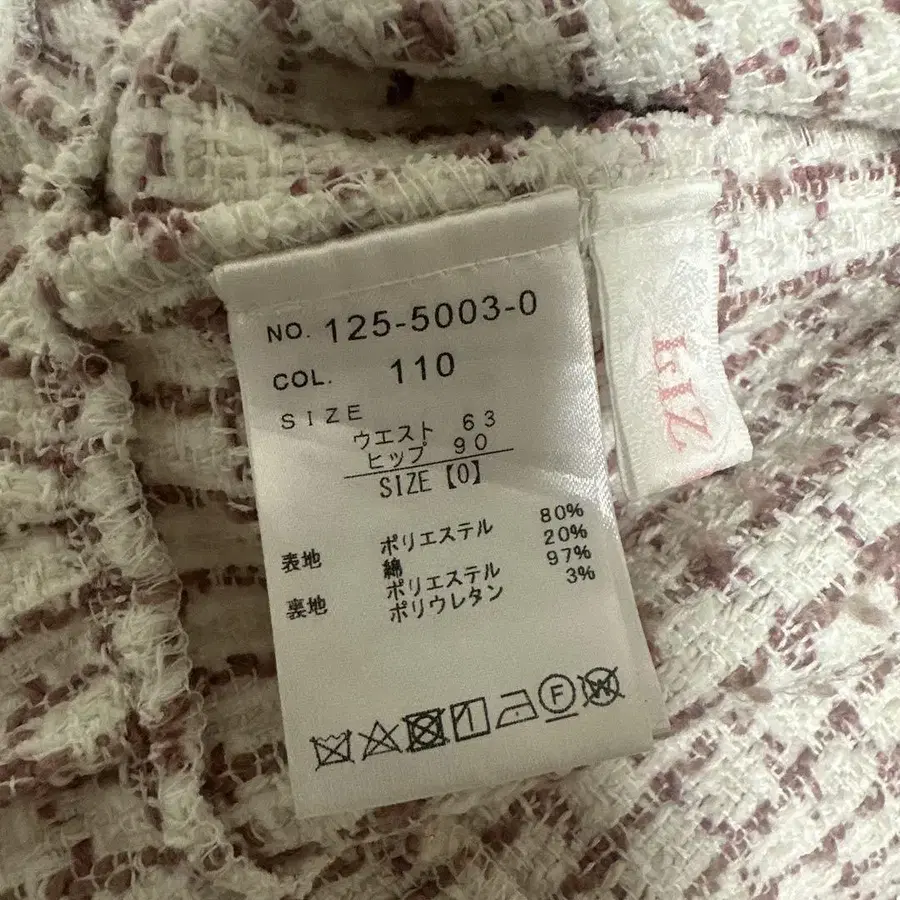 NO. 125-5003-0
COL. 110
SIZE
ウエスト 63
ヒップ 90
SIZE【0】
表地 ポリエステル 80%
綿 20%
裏地 ポリエステル 97%
ポリウレタン 3%
F
W
LIZ